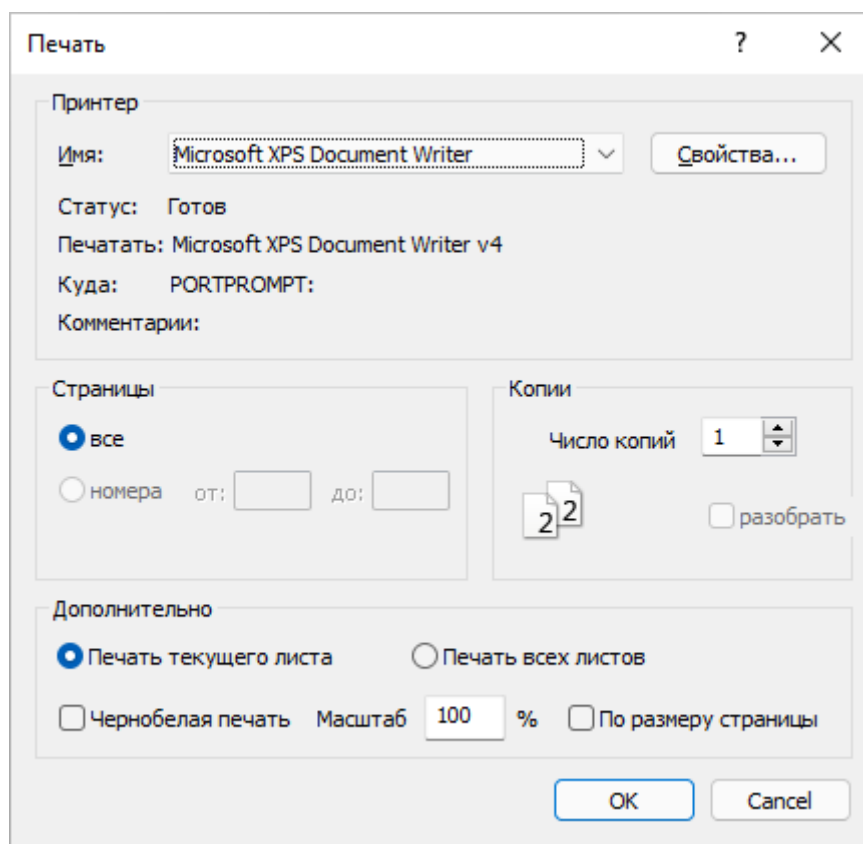 Печать
Принтер
Имя: Microsoft XPS Document Writer Свойства...
Статус: Готов
Печатать: Microsoft XPS Document Writer v4
Куда: PORTPROMPT:
Комментарии:
Страницы
все
номера от: до:
Копии
Число копий 1
2 2
разобрать
Дополнительно
Печать текущего листа Печать всех листов
Чернобелая печать Масштаб 100 % По размеру страницы
OK Cancel